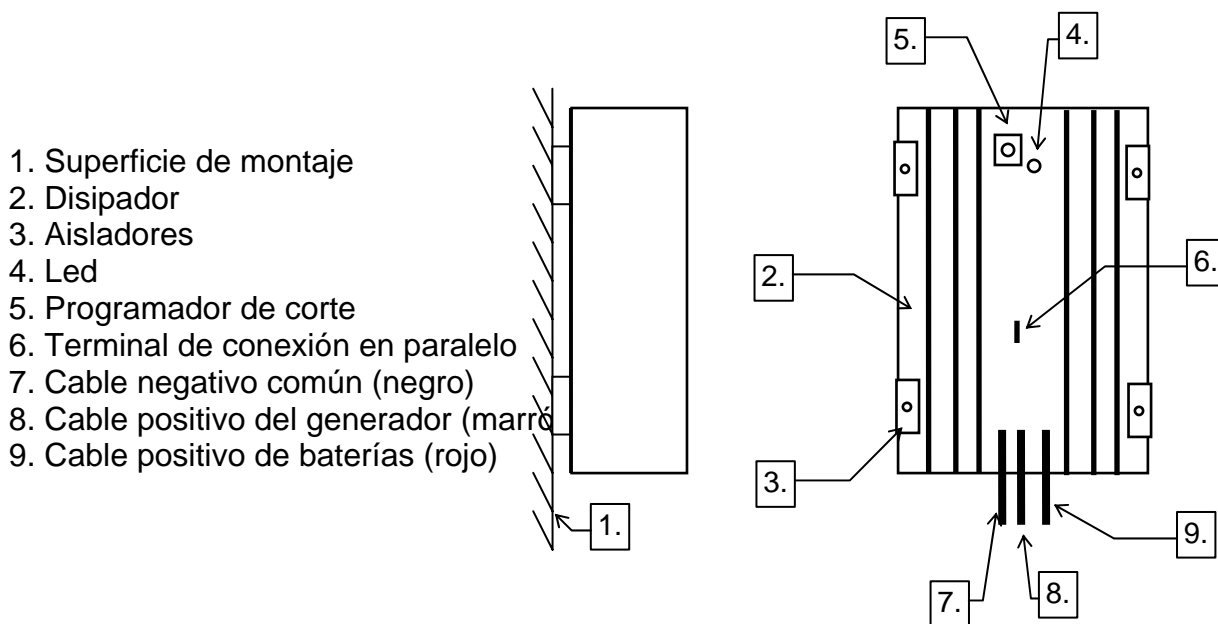 1. Superficie de montaje
2. Disipador
3. Aisladores
4. Led
5. Programador de corte
6. Terminal de conexión en paralelo
7. Cable negativo común (negro)
8. Cable positivo del generador (marró
9. Cable positivo de baterías (rojo)
1.
5.
4.
2.
6.
3.
9.
7.
8.